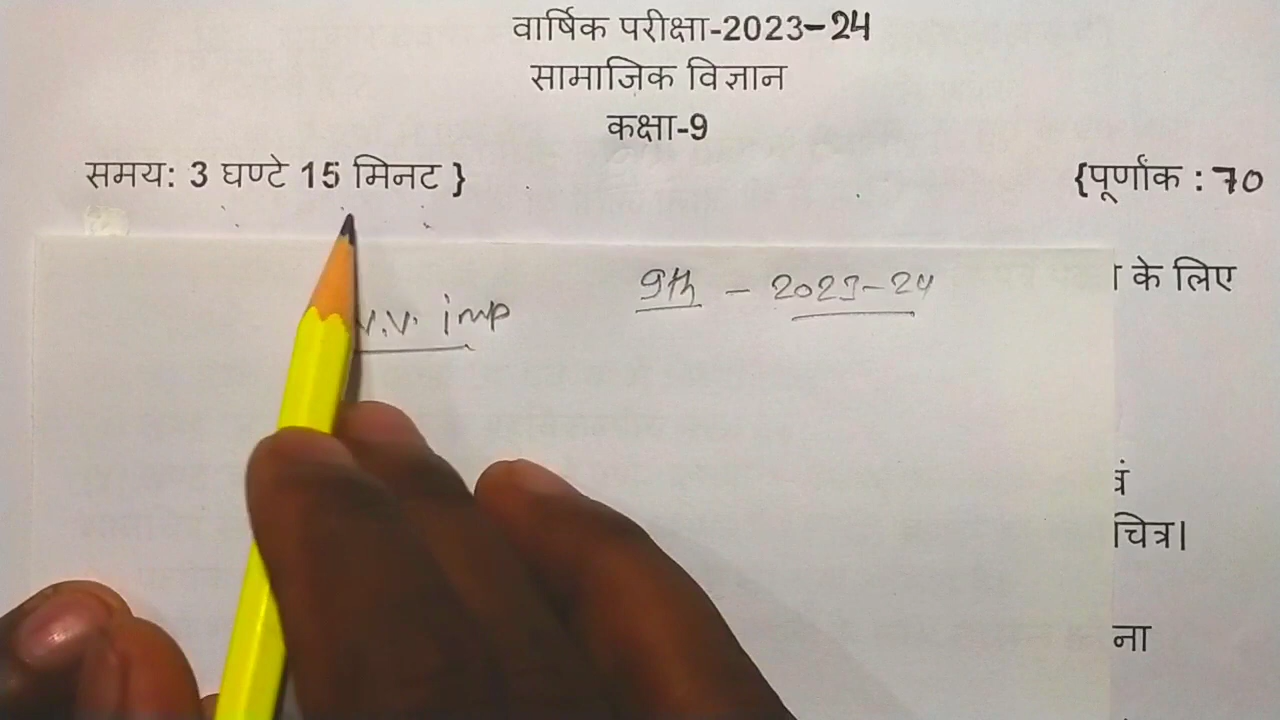 वार्षिक परीक्षा-2023-24
सामाजिक विज्ञान
कक्षा-9
समय: 3 घण्टे 15 मिनट }
{पूर्णांक : 70
के लिए
9th - 2023-24
V.V. imp
चित्र।
ना